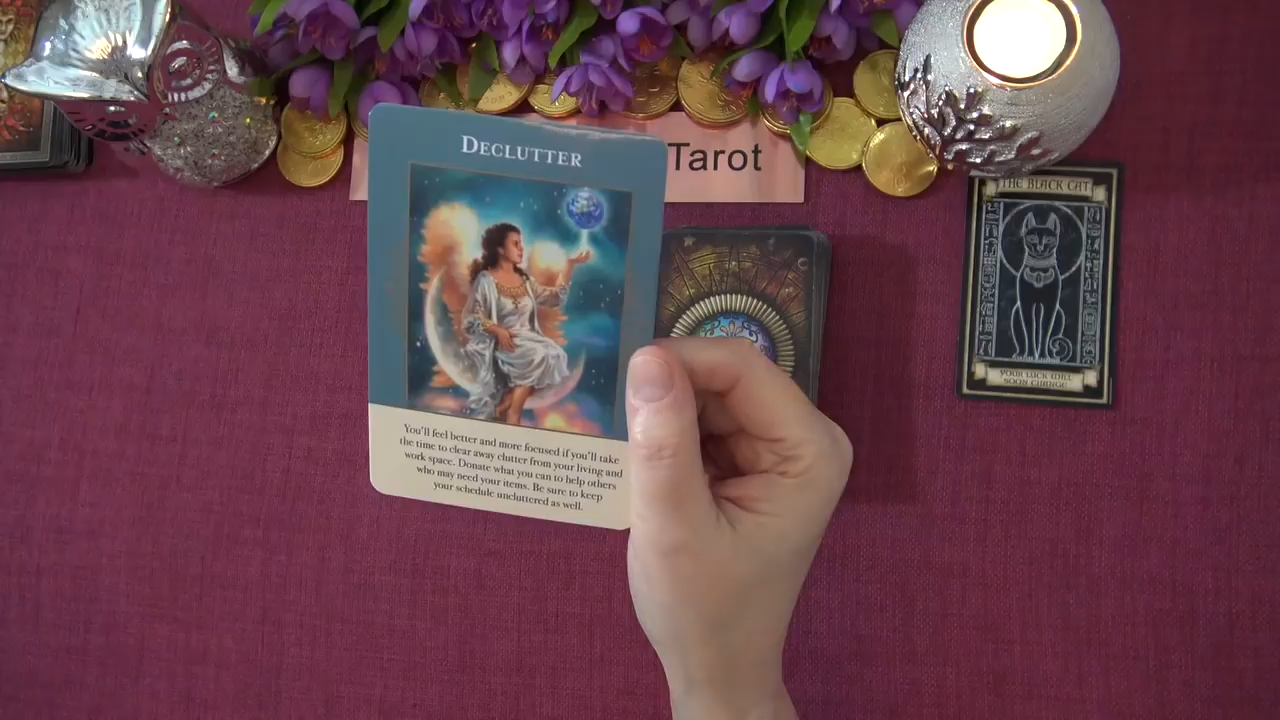 DECLUTTER
Tarot
THE BLACK CAT
You'll feel better and more focused if you'll take
the time to clear away clutter from your living and
work space. Donate what you can to help others
who may need your items. Be sure to keep
your schedule uncluttered as well.
YOUR LUCK WILL
SOON CHANGE